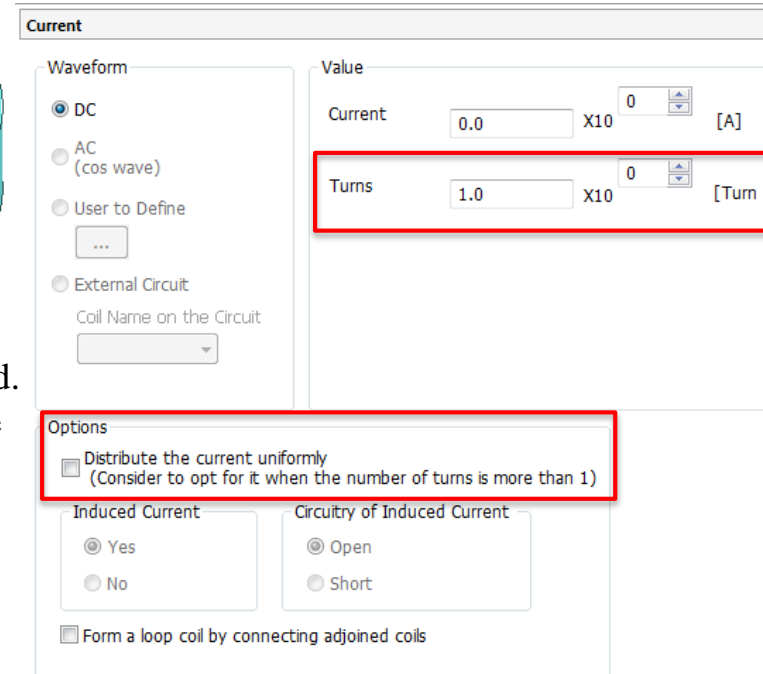 Current
Waveform
DC
AC
(cos wave)
User to Define
...
External Circuit
Coil Name on the Circuit
Value
Current 0.0 X10 0 [A]
Turns 1.0 X10 0 [Turn
d.
Options
Distribute the current uniformly
(Consider to opt for it when the number of turns is more than 1)
Induced Current
Yes
No
Circuitry of Induced Current
Open
Short
Form a loop coil by connecting adjoined coils